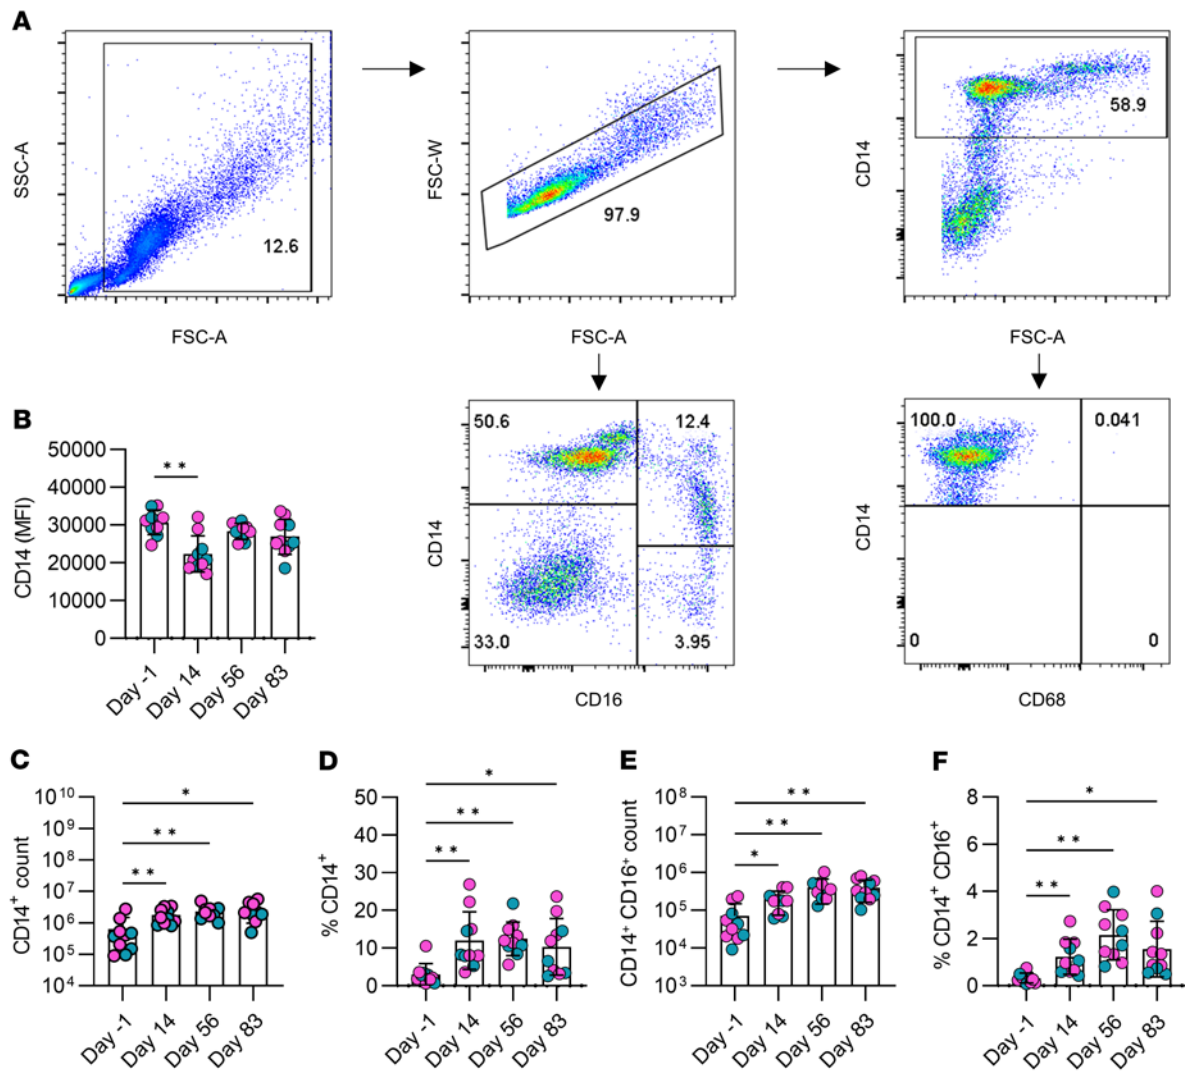 A
SSC-A
12.6
FSC-A
FSC-W
97.9
FSC-A
CD14
58.9
FSC-A
B
CD14 (MFI)
50000
40000
30000
20000
10000
0
**
Day -1
Day 14
Day 56
Day 83
CD14
50.6
12.4
33.0
3.95
CD16
CD14
100.0
0.041
0
0
CD68
C
CD14+ count
10^10
10^9
10^8
10^7
10^6
10^5
10^4
*
**
**
Day -1
Day 14
Day 56
Day 83
D
% CD14+
50
40
30
20
10
0
*
**
**
Day -1
Day 14
Day 56
Day 83
E
CD14+ CD16+ count
10^8
10^7
10^6
10^5
10^4
10^3
**
**
*
Day -1
Day 14
Day 56
Day 83
F
% CD14+ CD16+
8
6
4
2
0
*
**
**
Day -1
Day 14
Day 56
Day 83